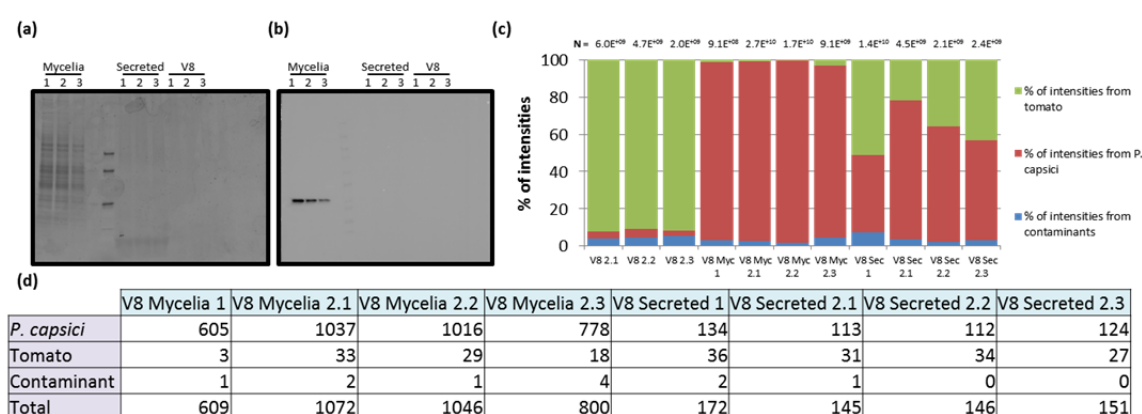 (a)
Mycelia Secreted V8
1 2 3 1 2 3 1 2 3
(b)
Mycelia Secreted V8
1 2 3 1 2 3 1 2 3
(c)
N = 6.0E+09 4.7E+09 2.0E+09 9.1E+08 2.7E+10 1.7E+10 9.1E+09 1.4E+10 4.5E+09 2.1E+09 2.4E+09
% of intensities
100
80
60
40
20
0
V8 2.1 V8 2.2 V8 2.3 V8 Myc 1 V8 Myc 2.1 V8 Myc 2.2 V8 Myc 2.3 V8 Sec 1 V8 Sec 2.1 V8 Sec 2.2 V8 Sec 2.3
% of intensities from
tomato
% of intensities from P.
capsici
% of intensities from
contaminants
(d)
V8 Mycelia 1 V8 Mycelia 2.1 V8 Mycelia 2.2 V8 Mycelia 2.3 V8 Secreted 1 V8 Secreted 2.1 V8 Secreted 2.2 V8 Secreted 2.3
P. capsici 605 1037 1016 778 134 113 112 124
Tomato 3 33 29 18 36 31 34 27
Contaminant 1 2 1 4 2 1 0 0
Total 609 1072 1046 800 172 145 146 151